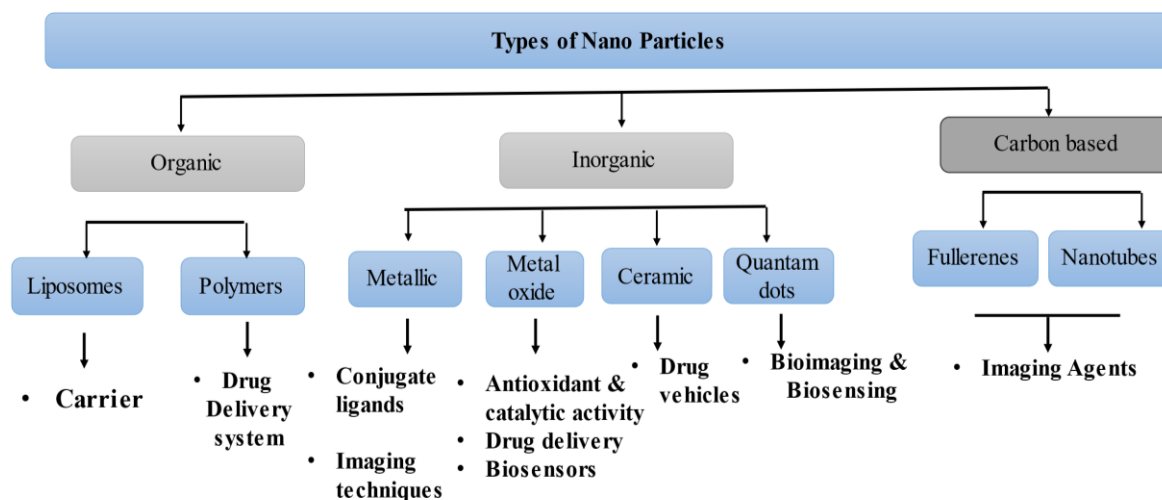 Types of Nano Particles
Organic
Inorganic
Carbon based
Liposomes
Polymers
Metallic
Metal
oxide
Ceramic
Quantam
dots
Fullerenes
Nanotubes
• Carrier
• Drug
Delivery
system
• Conjugate
ligands
• Imaging
techniques
• Antioxidant &
catalytic activity
• Drug delivery
• Biosensors
• Drug
vehicles
• Bioimaging &
Biosensing
• Imaging Agents